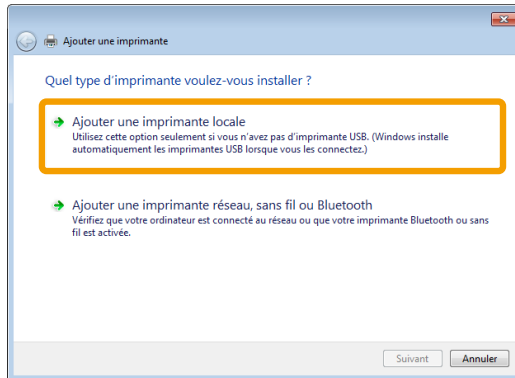 Ajouter une imprimante
Quel type d'imprimante voulez-vous installer ?
Ajouter une imprimante locale
Utilisez cette option seulement si vous n'avez pas d'imprimante USB. (Windows installe
automatiquement les imprimantes USB lorsque vous les connectez.)
Ajouter une imprimante réseau, sans fil ou Bluetooth
Vérifiez que votre ordinateur est connecté au réseau ou que votre imprimante Bluetooth ou sans
fil est activée.
Suivant Annuler